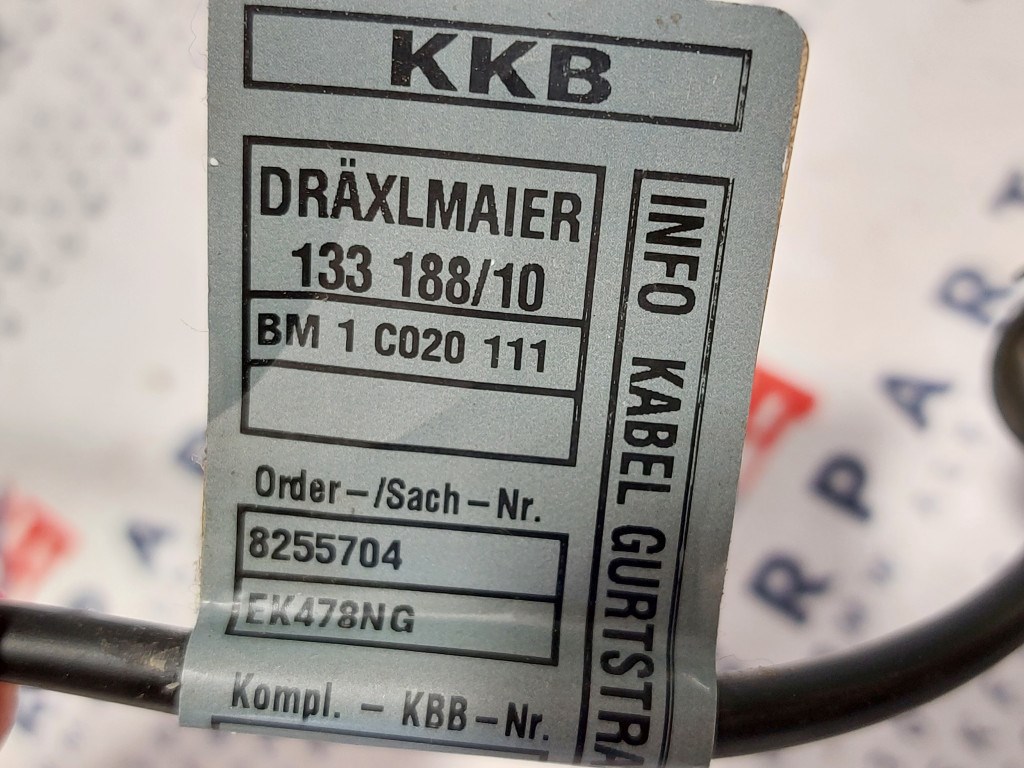 KKB
DRÄXLMAIER
133 188/10
BM 1 C020 111
Order-/Sach-Nr.
8255704
EK478NG
Kompl. - KBB-Nr.
INFO KABEL GURTSTRA